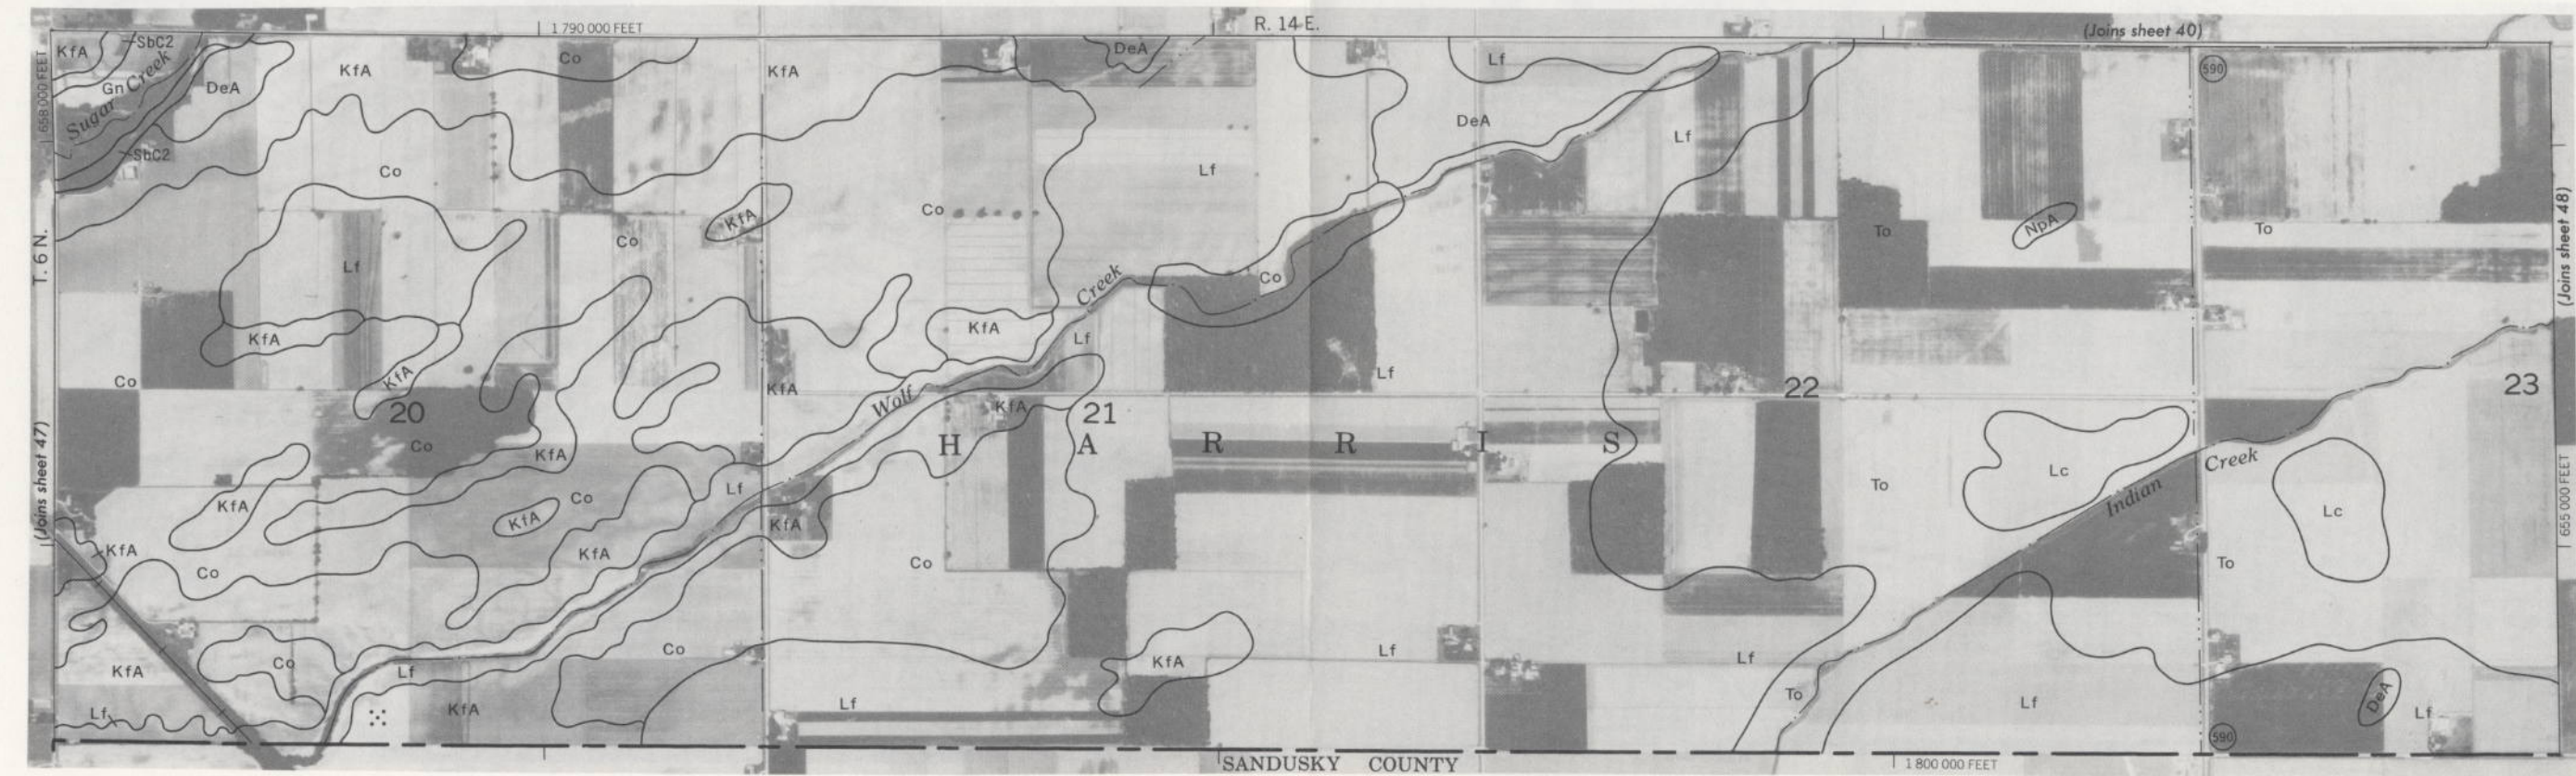 1 790 000 FEET
R. 14 E.
(Joins sheet 40)
658 000 FEET
KfA
SbC2
KfA
Co
KfA
DeA
Lf
590
Gn
Sugar Creek
DeA
DeA
SbC2
Co
Lf
Lf
T. 6 N.
Lf
Co
KfA
Co
Co
To
NpA
To
(Joins sheet 48)
Creek
KfA
KfA
Lf
Co
KfA
KfA
Wolf
KfA
Lf
22
23
(Joins sheet 47)
20
Co
KfA
21
H A R R I S
KfA
Co
KfA
Lf
KfA
Co
To
Lc
Indian Creek
Lc
655 000 FEET
KfA
Co
KfA
Co
To
KfA
Co
Lf
Co
KfA
Lf
Lf
Lf
KfA
Lf
To
Lf
DeA
Lf
590
SANDUSKY COUNTY
1 800 000 FEET